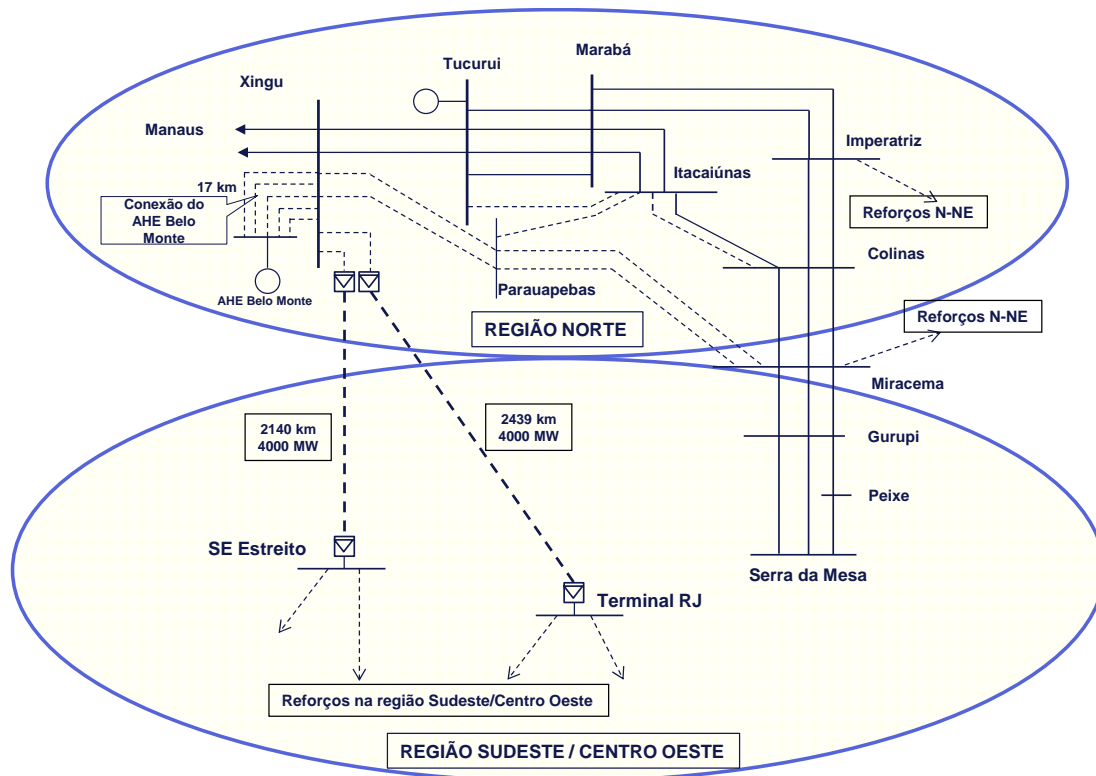 Marabá
Tucurui
Xingu
Manaus
Imperatriz
Itacaiúnas
17 km
Conexão do
AHE Belo
Monte
Reforços N-NE
Colinas
AHE Belo Monte
Parauapebas
REGIÃO NORTE
Reforços N-NE
Miracema
2140 km
4000 MW
2439 km
4000 MW
Gurupi
Peixe
SE Estreito
Serra da Mesa
Terminal RJ
Reforços na região Sudeste/Centro Oeste
REGIÃO SUDESTE / CENTRO OESTE